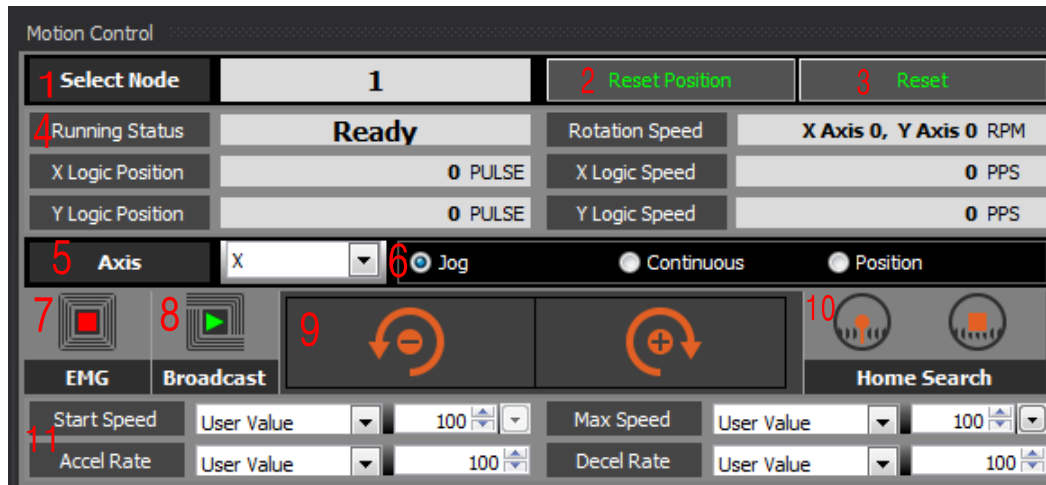 Motion Control
1 Select Node 1 2 Reset Position 3 Reset
4 Running Status Ready Rotation Speed X Axis 0, Y Axis 0 RPM
X Logic Position 0 PULSE X Logic Speed 0 PPS
Y Logic Position 0 PULSE Y Logic Speed 0 PPS
5 Axis X 6 Jog Continuous Position
7 8 9 10
EMG Broadcast Home Search
Start Speed User Value 100 Max Speed User Value 100
11
Accel Rate User Value 100 Decel Rate User Value 100